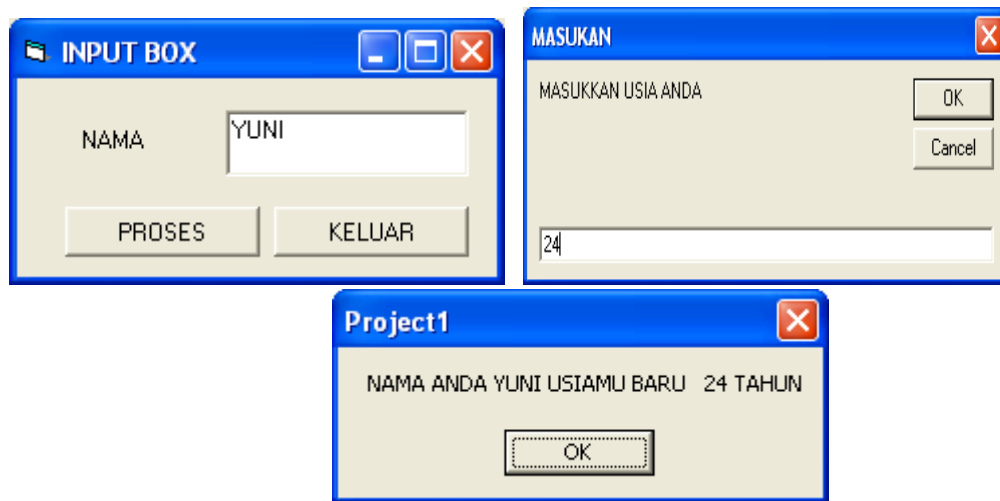 INPUT BOX
NAMA
YUNI
PROSES
KELUAR
MASUKAN
MASUKKAN USIA ANDA
OK
Cancel
24
Project1
NAMA ANDA YUNI USIAMU BARU   24 TAHUN
OK